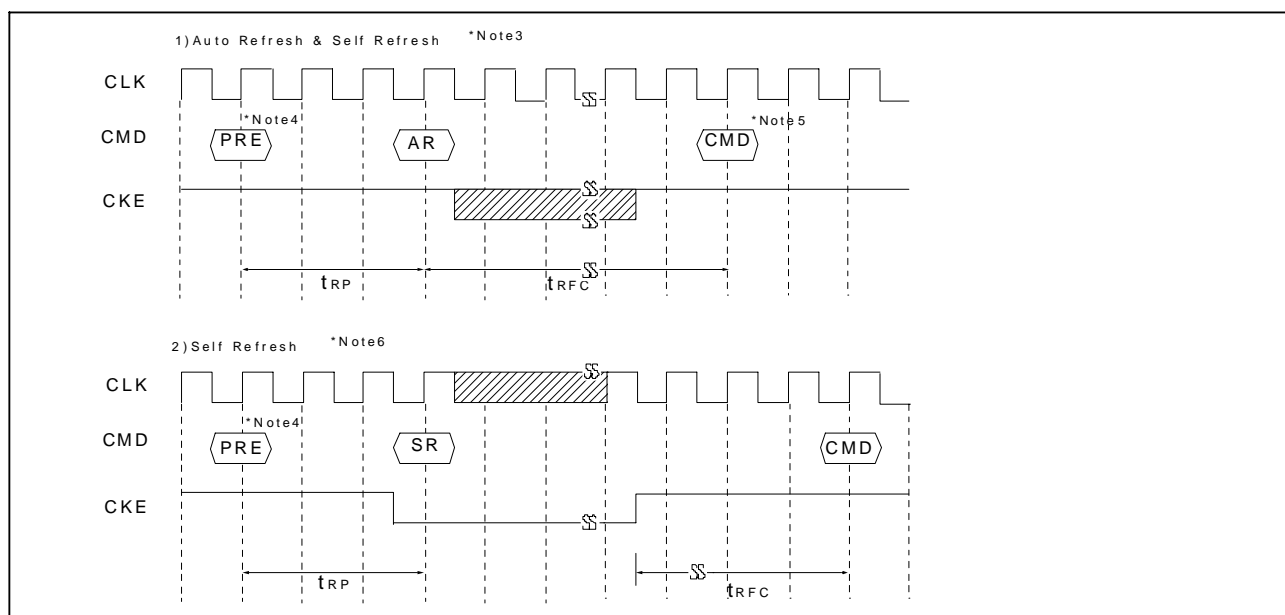 1)Auto Refresh & Self Refresh *Note3
CLK
CMD PRE *Note4 AR CMD *Note5
CKE
tRP tRFC
2)Self Refresh *Note6
CLK
CMD PRE *Note4 SR CMD
CKE
tRP tRFC